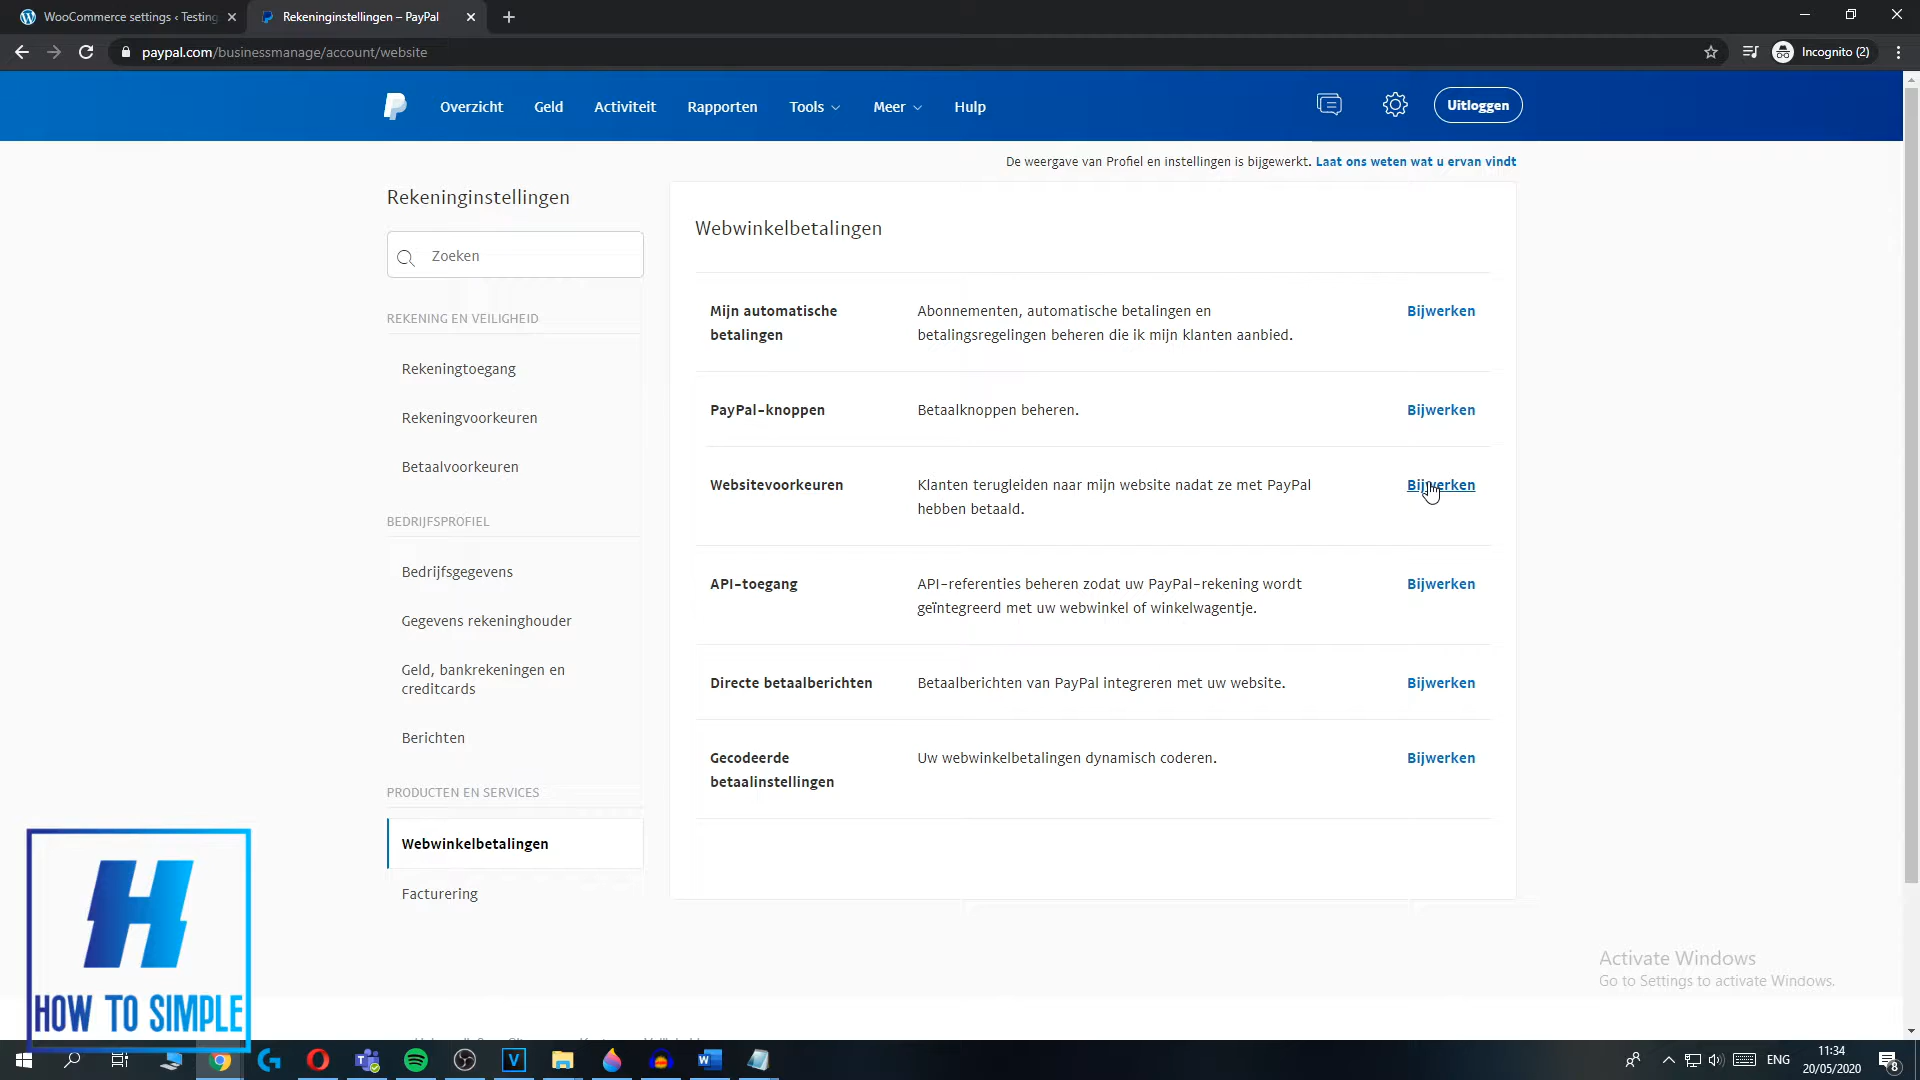 WooCommerce settings ‹ Testing
Rekeninginstellingen – PayPal
paypal.com/businessmanage/account/website
Incognito (2)
Overzicht
Geld
Activiteit
Rapporten
Tools
Meer
Hulp
Uitloggen
De weergave van Profiel en instellingen is bijgewerkt. Laat ons weten wat u ervan vindt
Rekeninginstellingen
Zoeken
REKENING EN VEILIGHEID
Rekeningtoegang
Rekeningvoorkeuren
Betaalvoorkeuren
BEDRIJFSPROFIEL
Bedrijfsgegevens
Gegevens rekeninghouder
Geld, bankrekeningen en
creditcards
Berichten
PRODUCTEN EN SERVICES
Webwinkelbetalingen
Facturering
Webwinkelbetalingen
Mijn automatische
betalingen
Abonnementen, automatische betalingen en
betalingsregelingen beheren die ik mijn klanten aanbied.
Bijwerken
PayPal-knoppen
Betaalknoppen beheren.
Bijwerken
Websitevoorkeuren
Klanten terugleiden naar mijn website nadat ze met PayPal
hebben betaald.
Bijwerken
API-toegang
API-referenties beheren zodat uw PayPal-rekening wordt
geïntegreerd met uw webwinkel of winkelwagentje.
Bijwerken
Directe betaalberichten
Betaalberichten van PayPal integreren met uw website.
Bijwerken
Gecodeerde
betaalinstellingen
Uw webwinkelbetalingen dynamisch coderen.
Bijwerken
H
HOW TO SIMPLE
Activate Windows
Go to Settings to activate Windows.
ENG
11:34
20/05/2020
8